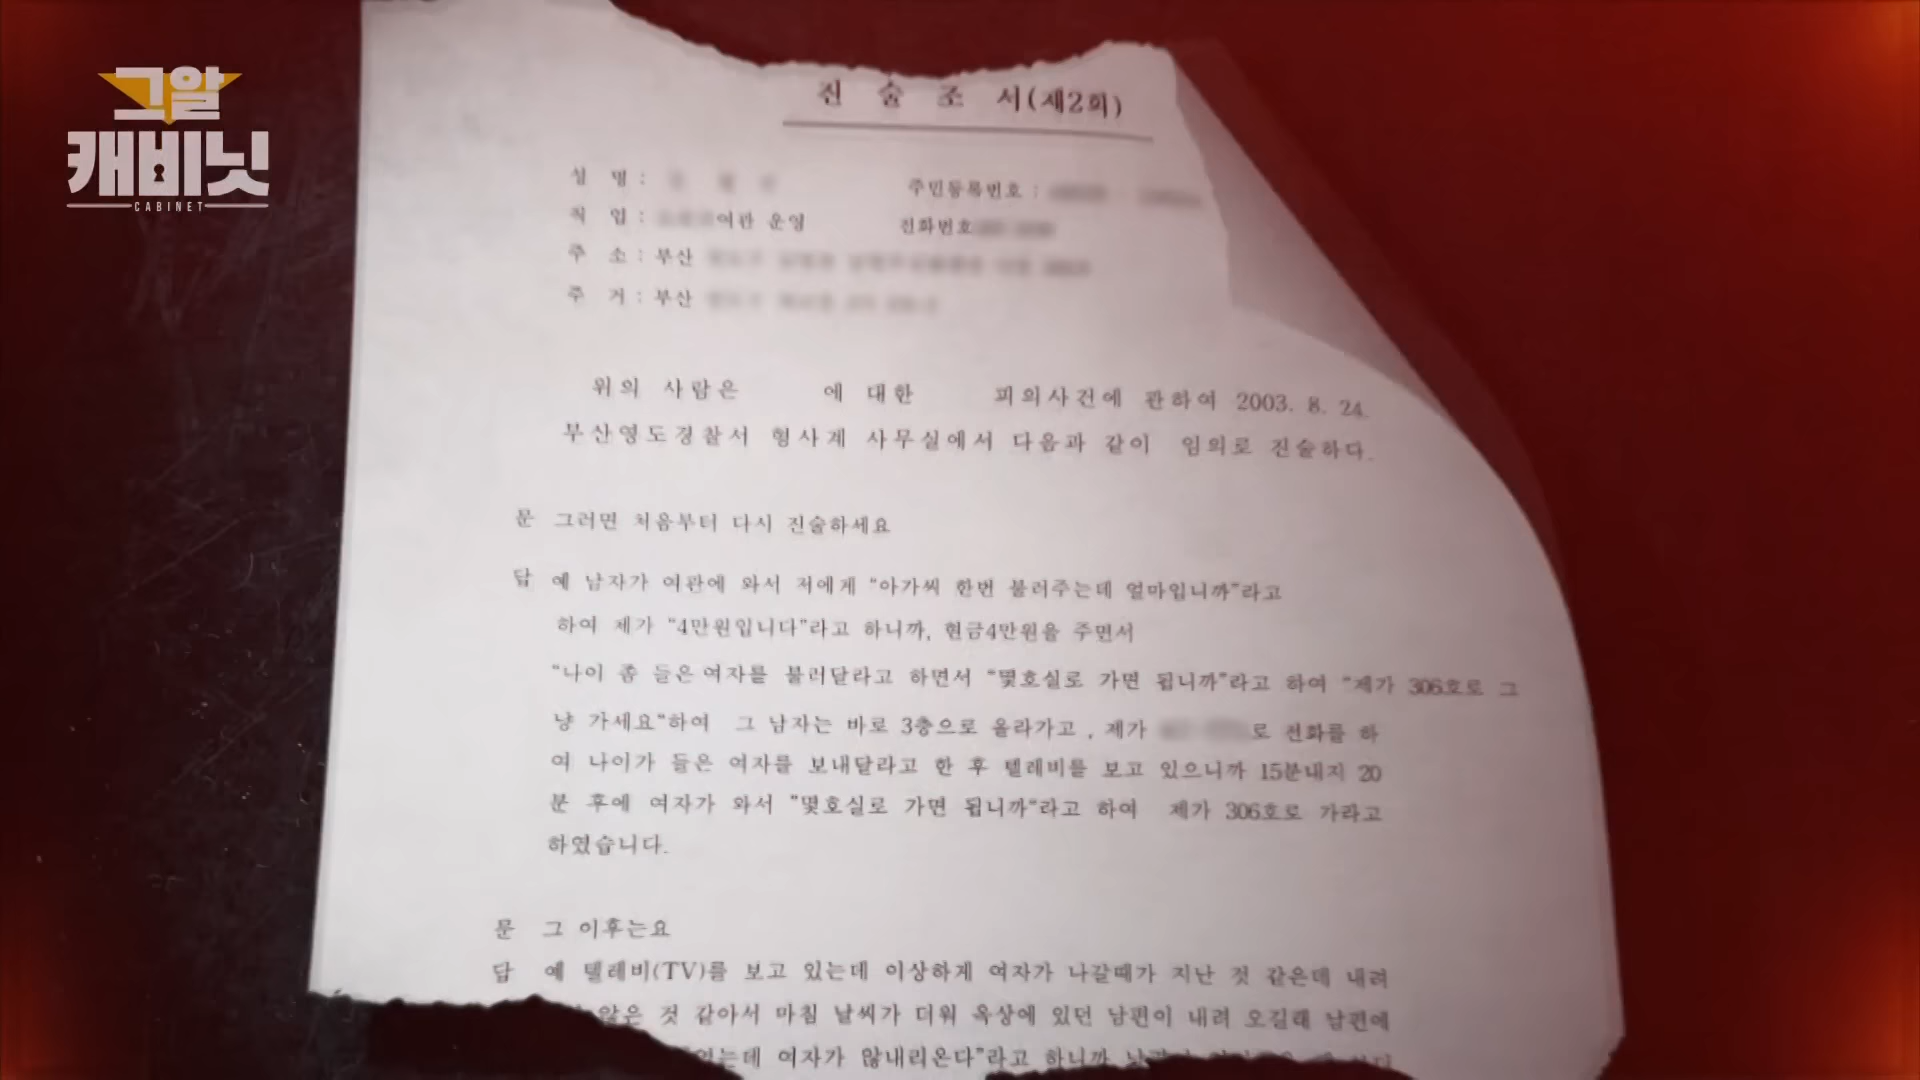 그알
캐비닛
CABINET
진 술 조 서(제2회)
성 명 :
주민등록번호 :
직 업 : 여관 운영
전화번호
주 소 : 부산
주 거 : 부산
위의 사람은 에 대한 피의사건에 관하여 2003. 8. 24.
부산영도경찰서 형사계 사무실에서 다음과 같이 임의로 진술하다.
문 그러면 처음부터 다시 진술하세요
답 예 남자가 여관에 와서 저에게 "아가씨 한번 불러주는데 얼마입니까"라고
하여 제가 "4만원입니다"라고 하니까, 현금4만원을 주면서
"나이 좀 들은 여자를 불러달라고 하면서 "몇호실로 가면 됩니까"라고 하여 "제가 306호로 그
냥 가세요"하여 그 남자는 바로 3층으로 올라가고 , 제가 로 전화를 하
여 나이가 들은 여자를 보내달라고 한 후 텔레비를 보고 있으니까 15분내지 20
분 후에 여자가 와서 "몇호실로 가면 됩니까"라고 하여 제가 306호로 가라고
하였습니다.
문 그 이후는요
답 예 텔레비(TV)를 보고 있는데 이상하게 여자가 나갈때가 지난 것 같은데 내려
않은 것 같아서 마침 날씨가 더워 옥상에 있던 남편이 내려 오길래 남편에
여자가 않내리온다"라고 하니까